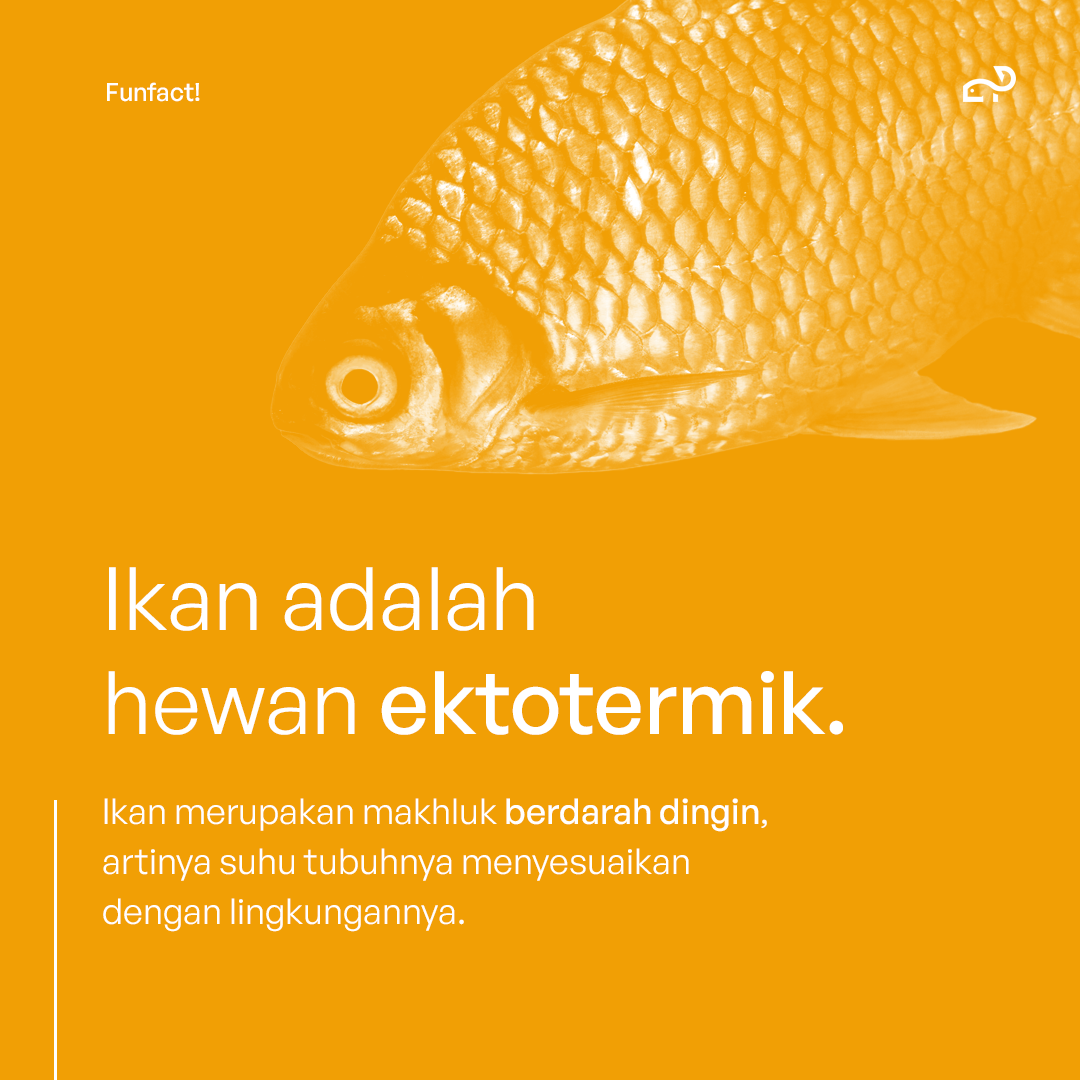 Funfact!
Ikan adalah
hewan ektotermik.
Ikan merupakan makhluk berdarah dingin,
artinya suhu tubuhnya menyesuaikan
dengan lingkungannya.